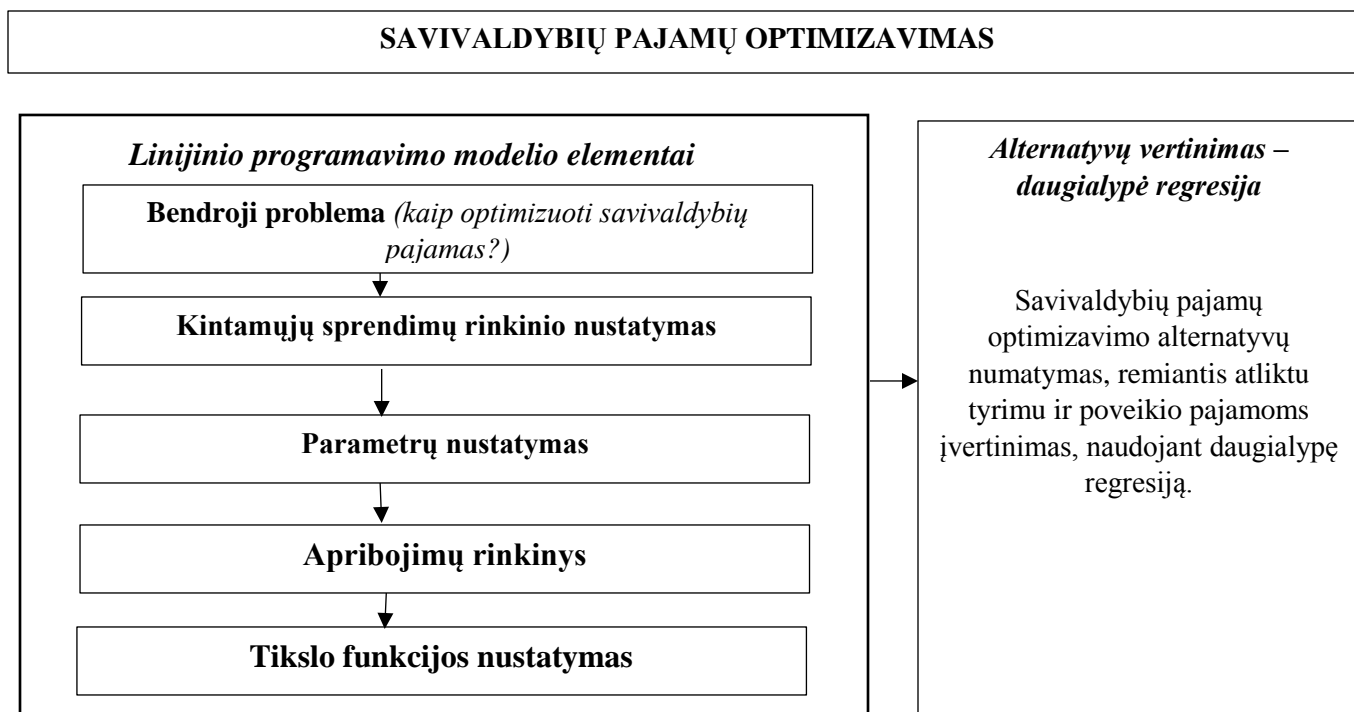 SAVIVALDYBIŲ PAJAMŲ OPTIMIZAVIMAS
Linijinio programavimo modelio elementai
Bendroji problema (kaip optimizuoti savivaldybių
pajamas?)
Kintamųjų sprendimų rinkinio nustatymas
Parametrų nustatymas
Apribojimų rinkinys
Tikslo funkcijos nustatymas
Alternatyvų vertinimas –
daugialypė regresija
Savivaldybių pajamų
optimizavimo alternatyvų
numatymas, remiantis atliktu
tyrimu ir poveikio pajamoms
įvertinimas, naudojant daugialypę
regresiją.